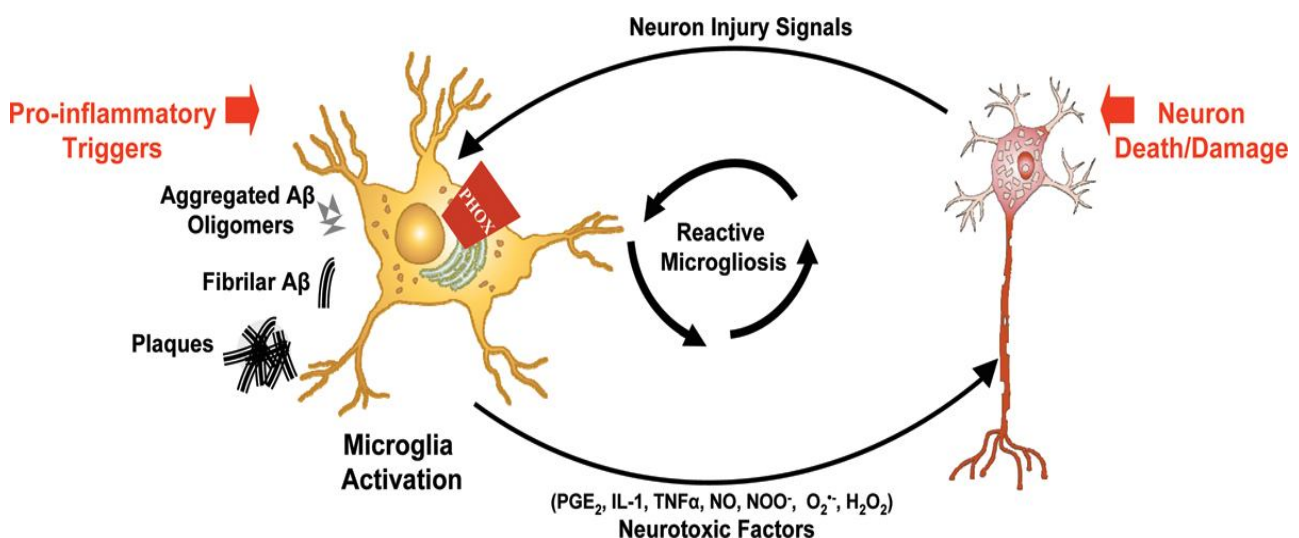 Neuron Injury Signals
Pro-inflammatory
Triggers
Neuron
Death/Damage
Aggregated Aβ
Oligomers
PHOX
Reactive
Microgliosis
Fibrilar Aβ
Plaques
Microglia
Activation
(PGE₂, IL-1, TNFα, NO, NOO⁻, O₂•⁻, H₂O₂)
Neurotoxic Factors